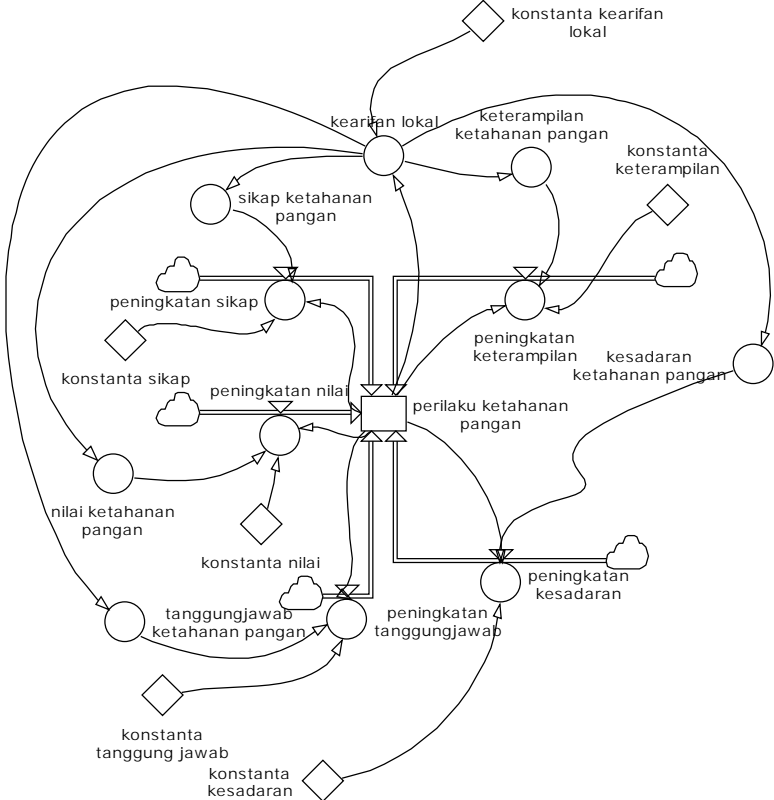 konstanta kearifan
lokal
kearifan lokal
keterampilan
ketahanan pangan
konstanta
keterampilan
sikap ketahanan
pangan
peningkatan sikap
peningkatan
keterampilan
kesadaran
ketahanan pangan
konstanta sikap
peningkatan nilai
perilaku ketahanan
pangan
nilai ketahanan
pangan
konstanta nilai
peningkatan
kesadaran
tanggungjawab
ketahanan pangan
peningkatan
tanggungjawab
konstanta
tanggung jawab
konstanta
kesadaran